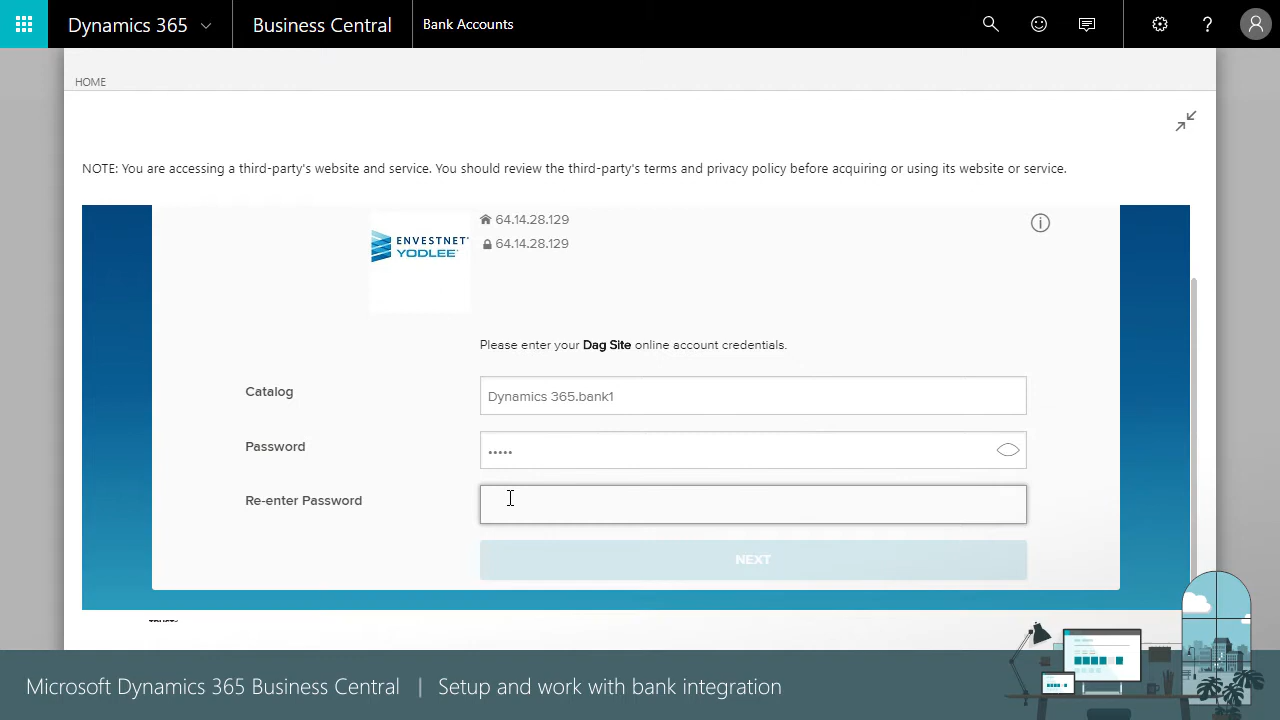 Dynamics 365
Business Central
Bank Accounts
HOME
NOTE: You are accessing a third-party's website and service. You should review the third-party's terms and privacy policy before acquiring or using its website or service.
ENVESTNET®
YODLEE®
64.14.28.129
64.14.28.129
Please enter your Dag Site online account credentials.
Catalog
Dynamics 365.bank1
Password
•••••
Re-enter Password
NEXT
Microsoft Dynamics 365 Business Central | Setup and work with bank integration